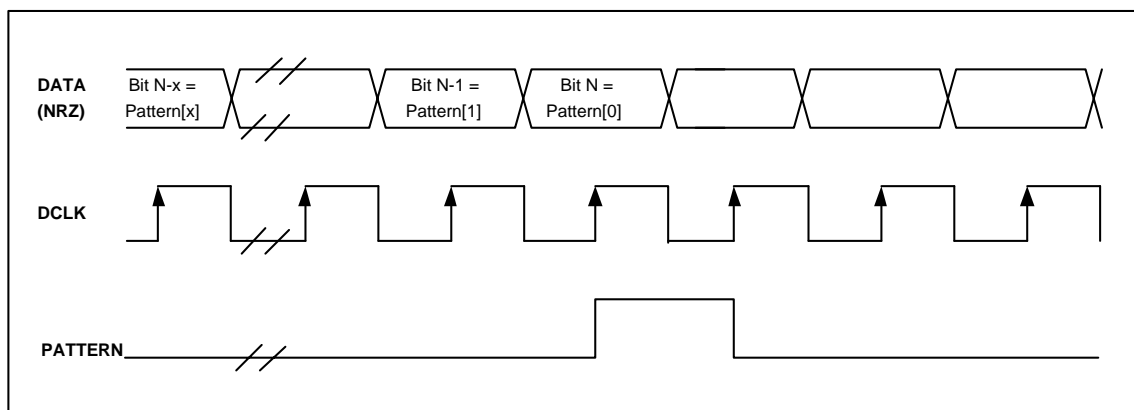 DATA
(NRZ)
Bit N-x =
Pattern[x]
Bit N-1 =
Pattern[1]
Bit N =
Pattern[0]
DCLK
PATTERN